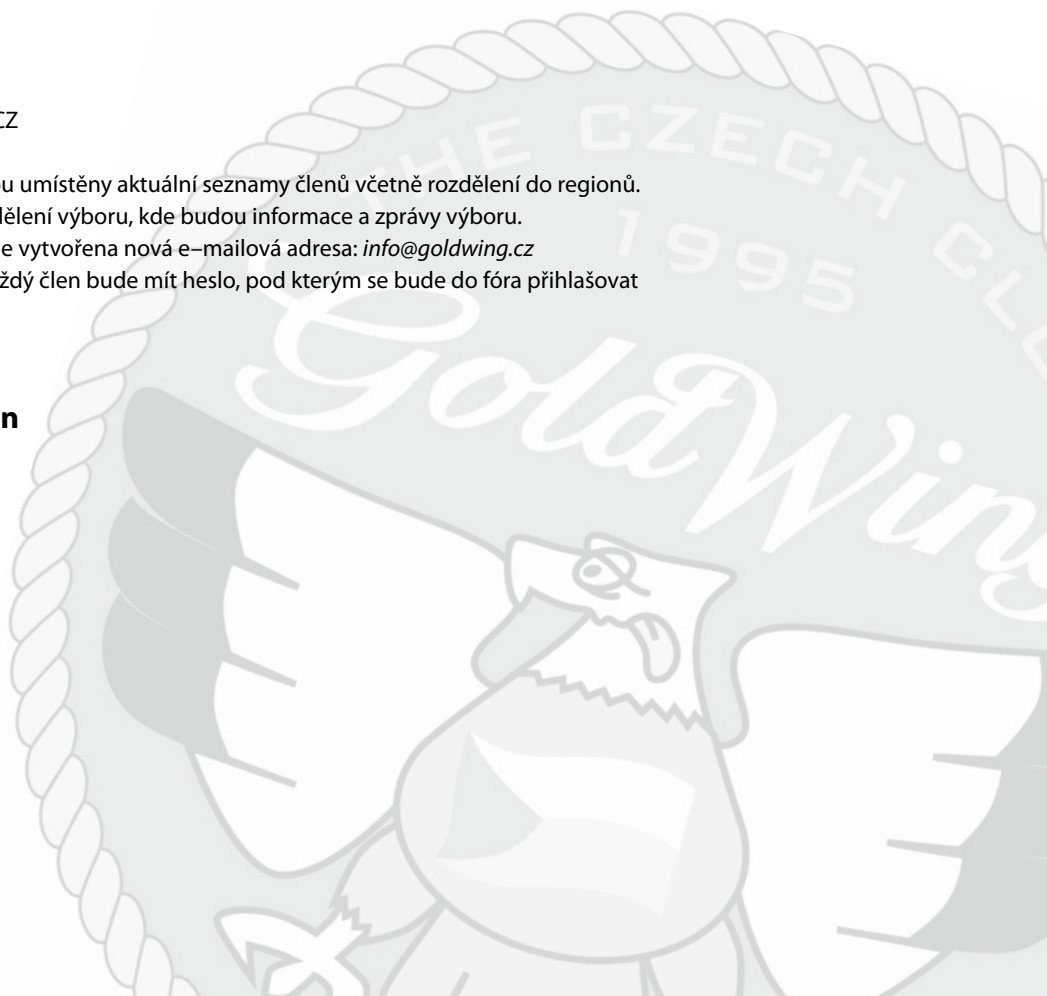 CZ
ou umístěny aktuální seznamy členů včetně rozdělení do regionů.
dělení výboru, kde budou informace a zprávy výboru.
e vytvořena nová e–mailová adresa: info@goldwing.cz
ždý člen bude mít heslo, pod kterým se bude do fóra přihlašovat
n
THE CZECH CL
1995
GoldWing